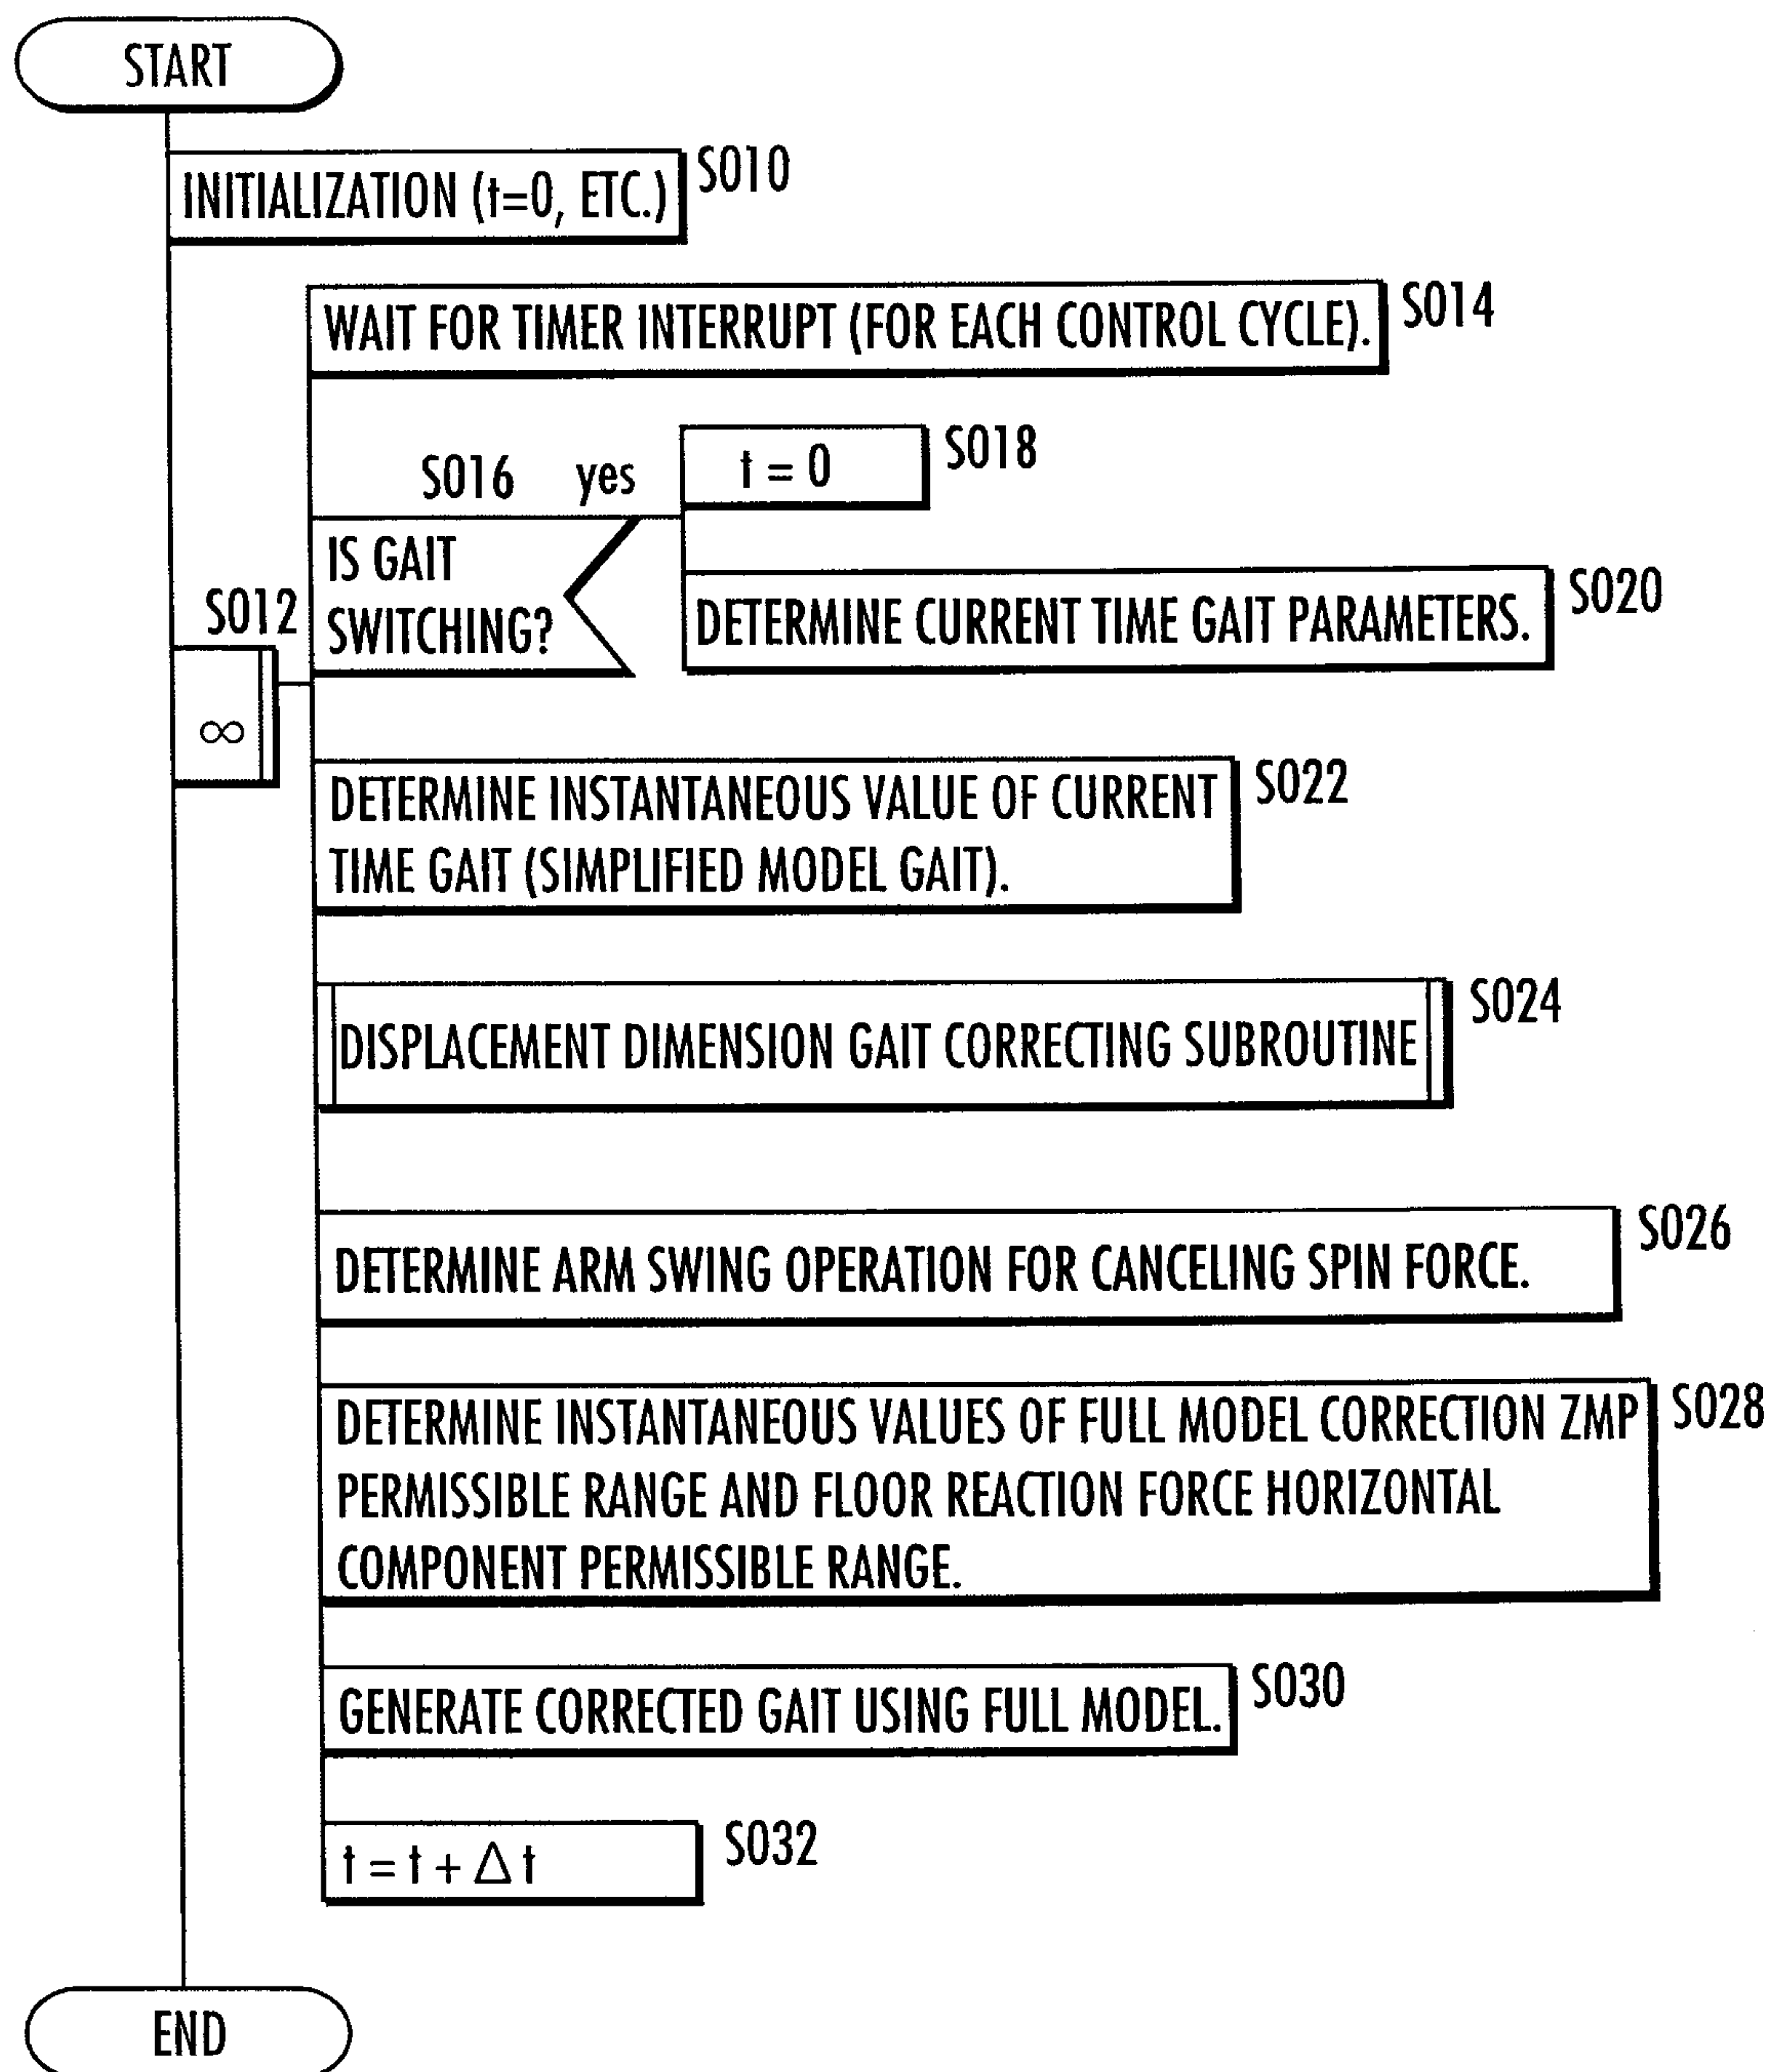 START
INITIALIZATION (t=0, ETC.)
S010
WAIT FOR TIMER INTERRUPT (FOR EACH CONTROL CYCLE).
S014
S016 yes
t = 0
S018
IS GAIT
SWITCHING?
DETERMINE CURRENT TIME GAIT PARAMETERS.
S020
S012
∞
DETERMINE INSTANTANEOUS VALUE OF CURRENT
TIME GAIT (SIMPLIFIED MODEL GAIT).
S022
DISPLACEMENT DIMENSION GAIT CORRECTING SUBROUTINE
S024
DETERMINE ARM SWING OPERATION FOR CANCELING SPIN FORCE.
S026
DETERMINE INSTANTANEOUS VALUES OF FULL MODEL CORRECTION ZMP
PERMISSIBLE RANGE AND FLOOR REACTION FORCE HORIZONTAL
COMPONENT PERMISSIBLE RANGE.
S028
GENERATE CORRECTED GAIT USING FULL MODEL.
S030
t = t + Δ t
S032
END